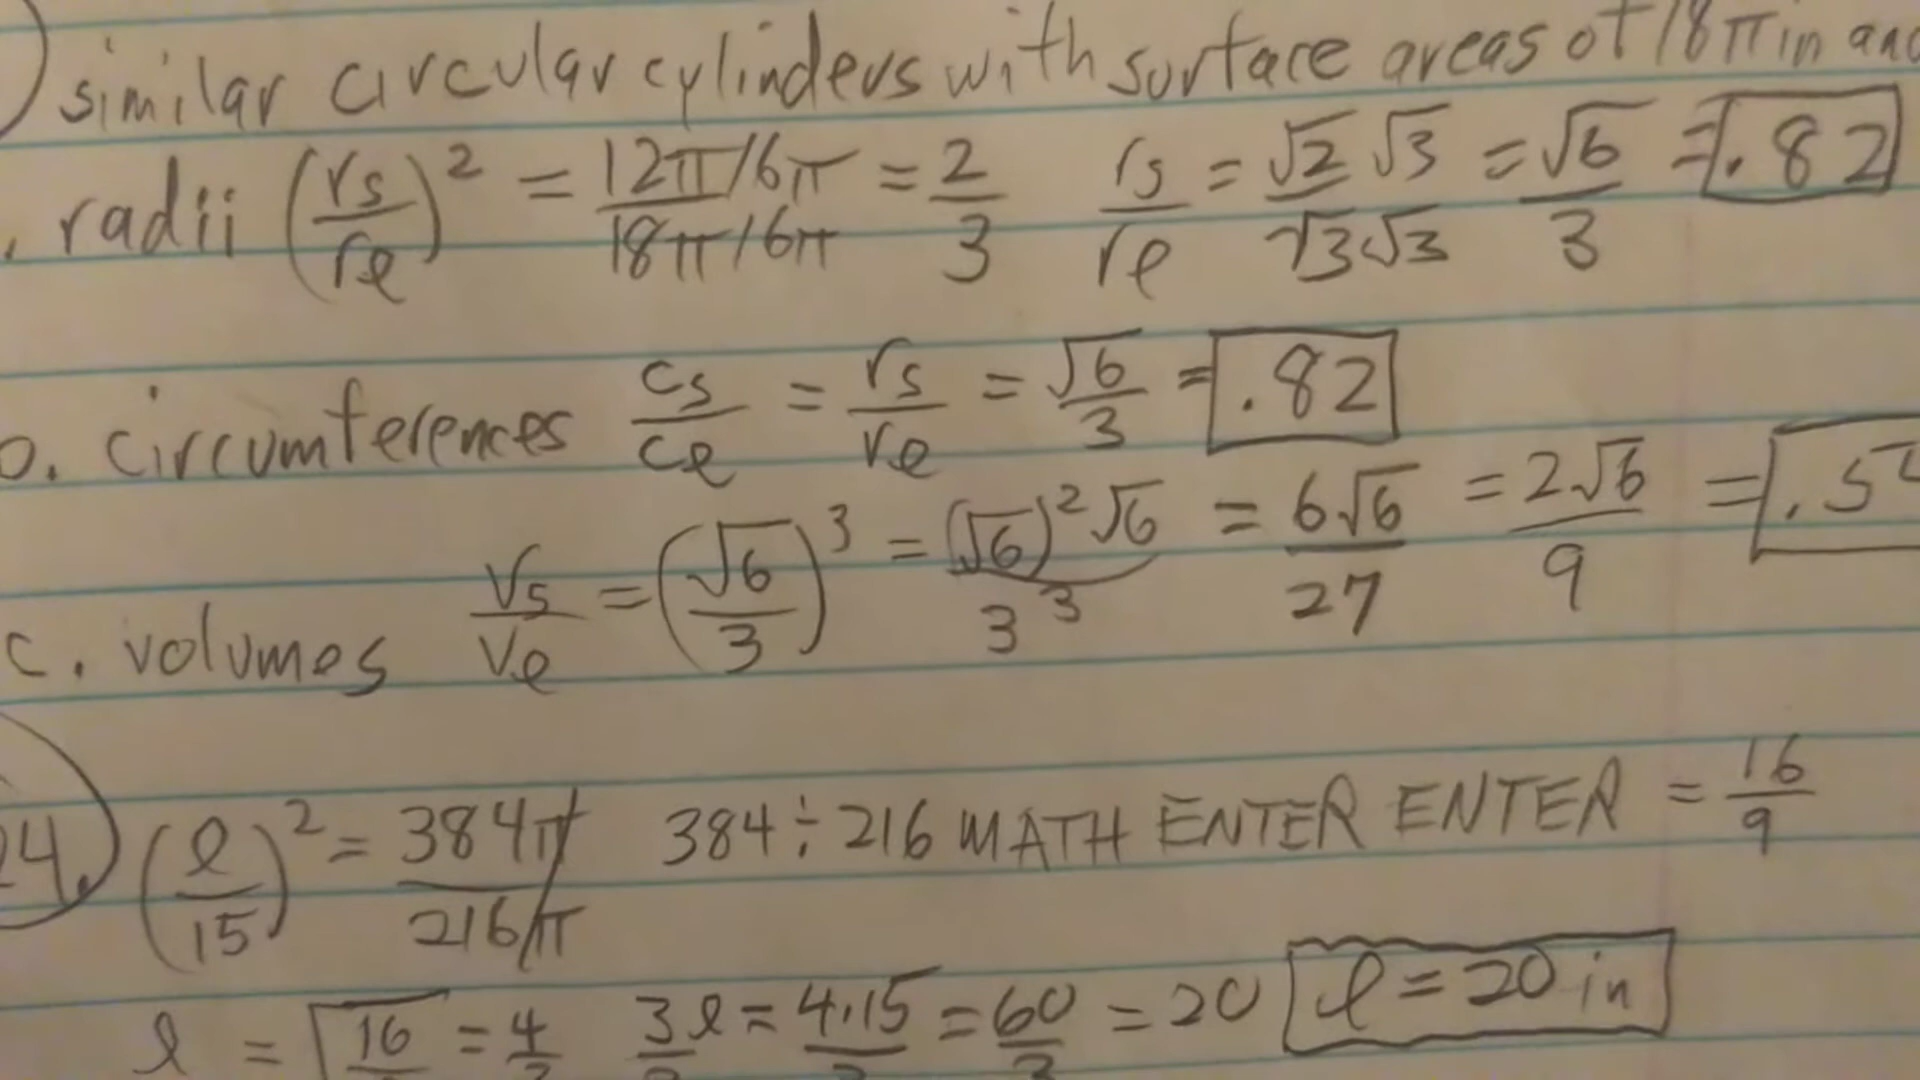 similar circular cylinders with surface areas of 18π in and
radii (rs/rl)² = 12π/6π / 18π/6π = 2/3 rs/rl = √2 √3 / √3 √3 = √6/3 = .82
b. circumferences cs/cl = rs/rl = √6/3 = .82
c. volumes Vs/Vl = (√6/3)³ = (√6)²√6 / 3³ = 6√6/27 = 2√6/9 = .54
24. (l/15)² = 384π/216π 384÷216 MATH ENTER ENTER = 16/9
l = √16 = 4 3l = 4·15 = 60 = 20 l = 20 in